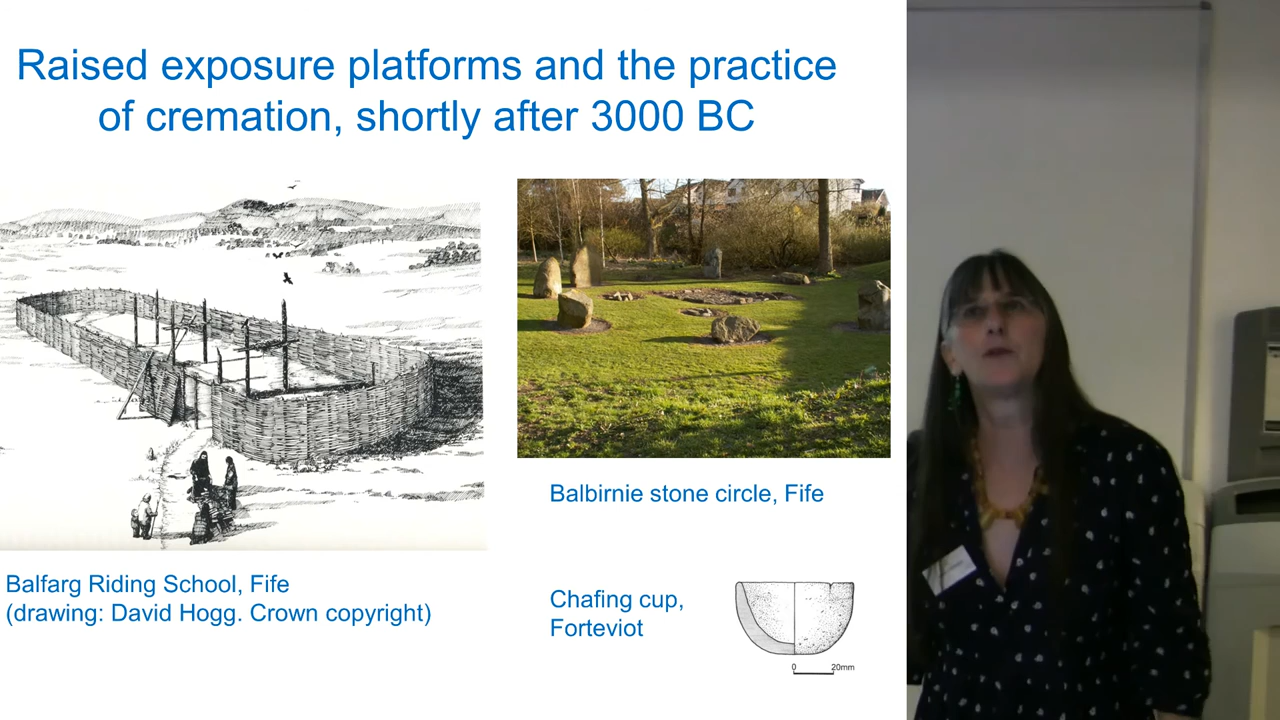 Raised exposure platforms and the practice
of cremation, shortly after 3000 BC
Balbirnie stone circle, Fife
Balfarg Riding School, Fife
(drawing: David Hogg. Crown copyright)
Chafing cup,
Forteviot
0 20mm